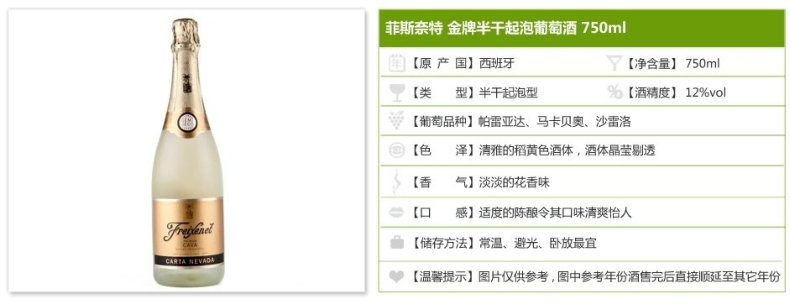 Freixenet
CAVA
CARTA NEVADA
菲斯奈特 金牌半干起泡葡萄酒 750ml
【原 产 国】西班牙
【净含量】 750ml
【类 型】半干起泡型
【酒精度】 12%vol
【葡萄品种】帕雷亚达、马卡贝奥、沙雷洛
【色 泽】清雅的稻黄色酒体，酒体晶莹剔透
【香 气】淡淡的花香味
【口 感】适度的陈酿令其口味清爽怡人
【储存方法】常温、避光、卧放最宜
【温馨提示】图片仅供参考，图中参考年份酒售完后直接顺延至其它年份